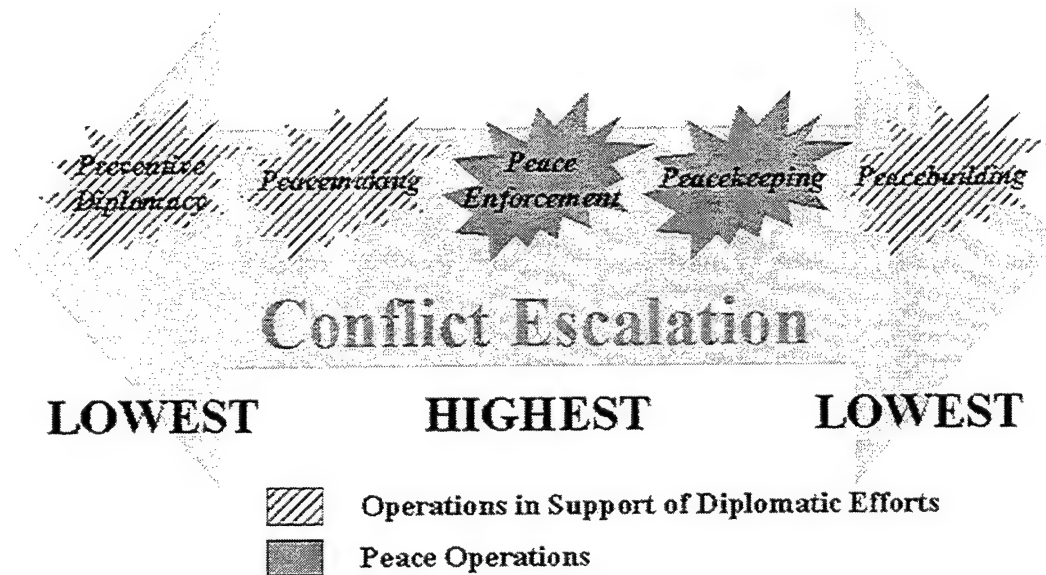 Preventive
Diplomacy
Peacemaking
Peace
Enforcement
Peacekeeping
Peacebuilding
Conflict Escalation
LOWEST
HIGHEST
LOWEST
Operations in Support of Diplomatic Efforts
Peace Operations